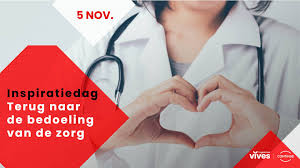 5 NOV.
Inspiratiedag
Terug naar
de bedoeling
van de zorg
vives